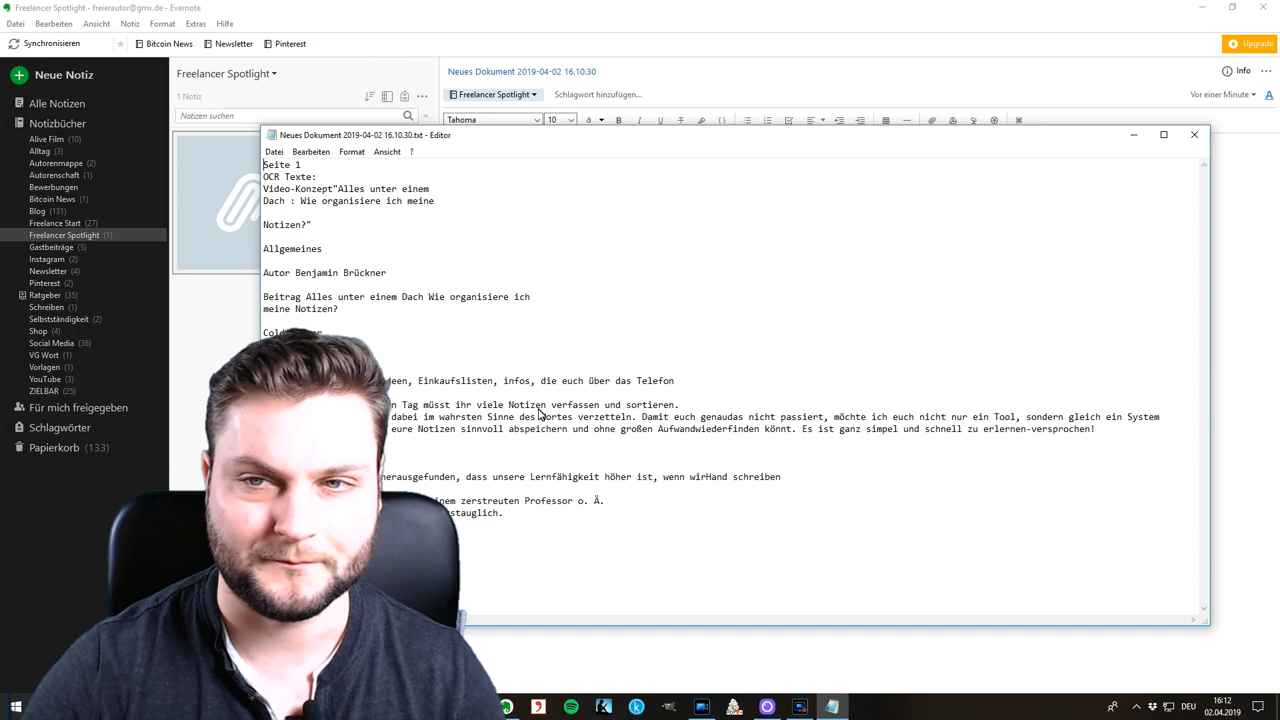 Freelancer Spotlight - freierautor@gmx.de - Evernote
Datei Bearbeiten Ansicht Notiz Format Extras Hilfe
Synchronisieren Bitcoin News Newsletter Pinterest Upgrade
Neue Notiz
Alle Notizen
Notizbücher
Alive Film (10)
Alltag (3)
Autorenmappe (2)
Autorenschaft (1)
Bewerbungen
Bitcoin News (1)
Blog (131)
Freelance Start (27)
Freelancer Spotlight (1)
Gastbeiträge (5)
Instagram (2)
Newsletter (4)
Pinterest (2)
Ratgeber (35)
Schreiben (1)
Selbstständigkeit (2)
Shop (4)
Social Media (36)
VG Wort (1)
Vorlagen (1)
YouTube (3)
ZIELBAR (25)
Für mich freigegeben
Schlagwörter
Papierkorb (133)
Freelancer Spotlight
1 Notiz
Notizen suchen
Neues Dokument 2019-04-02 16.10.30
Info
Freelancer Spotlight Schlagwort hinzufügen...
Vor einer Minute
Tahoma 10
Neues Dokument 2019-04-02 16.10.30.txt - Editor
Datei Bearbeiten Format Ansicht ?
Seite 1
OCR Texte:
Video-Konzept"Alles unter einem
Dach : Wie organisiere ich meine
Notizen?"
Allgemeines
Autor Benjamin Brückner
Beitrag Alles unter einem Dach Wie organisiere ich
meine Notizen?
Einkaufslisten, infos, die euch über das Telefon
Tag müsst ihr viele Notizen verfassen und sortieren.
dabei im wahrsten Sinne des Wortes verzetteln. Damit euch genaudas nicht passiert, möchte ich euch nicht nur ein Tool, sondern gleich ein System
eure Notizen sinnvoll abspeichern und ohne großen Aufwandwiederfinden könnt. Es ist ganz simpel und schnell zu erlernen-versprochen!
erausgefunden, dass unsere Lernfähigkeit höher ist, wenn wirHand schreiben
nem zerstreuten Professor o. Ä.
stauglich.
DEU
16:12
02.04.2019